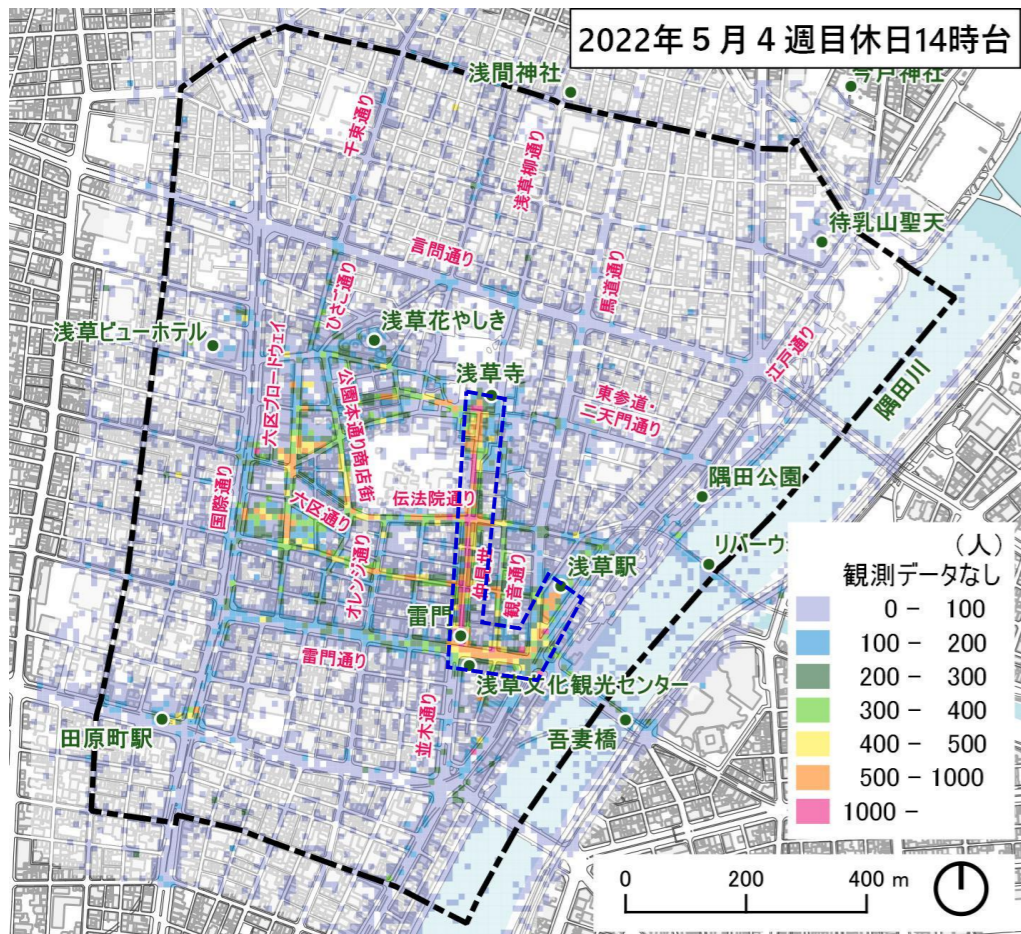 2022年5月4週目休日14時台
浅間神社
今戸神社
千束通り
浅草柳通り
待乳山聖天
言問通り
馬道通り
ひさご通り
浅草花やしき
浅草ビューホテル
六区ブロードウェイ
江戸通り
浅草寺
隅田川
公園本通り商店街
東参道・
二天門通り
国際通り
隅田公園
伝法院通り
六区通り
リバーウ
オレンジ通り
仲見世
観音通り
浅草駅
雷門
雷門通り
浅草文化観光センター
並木通り
田原町駅
吾妻橋
（人）
観測データなし
0 － 100
100 － 200
200 － 300
300 － 400
400 － 500
500 － 1000
1000 －
0 200 400 m